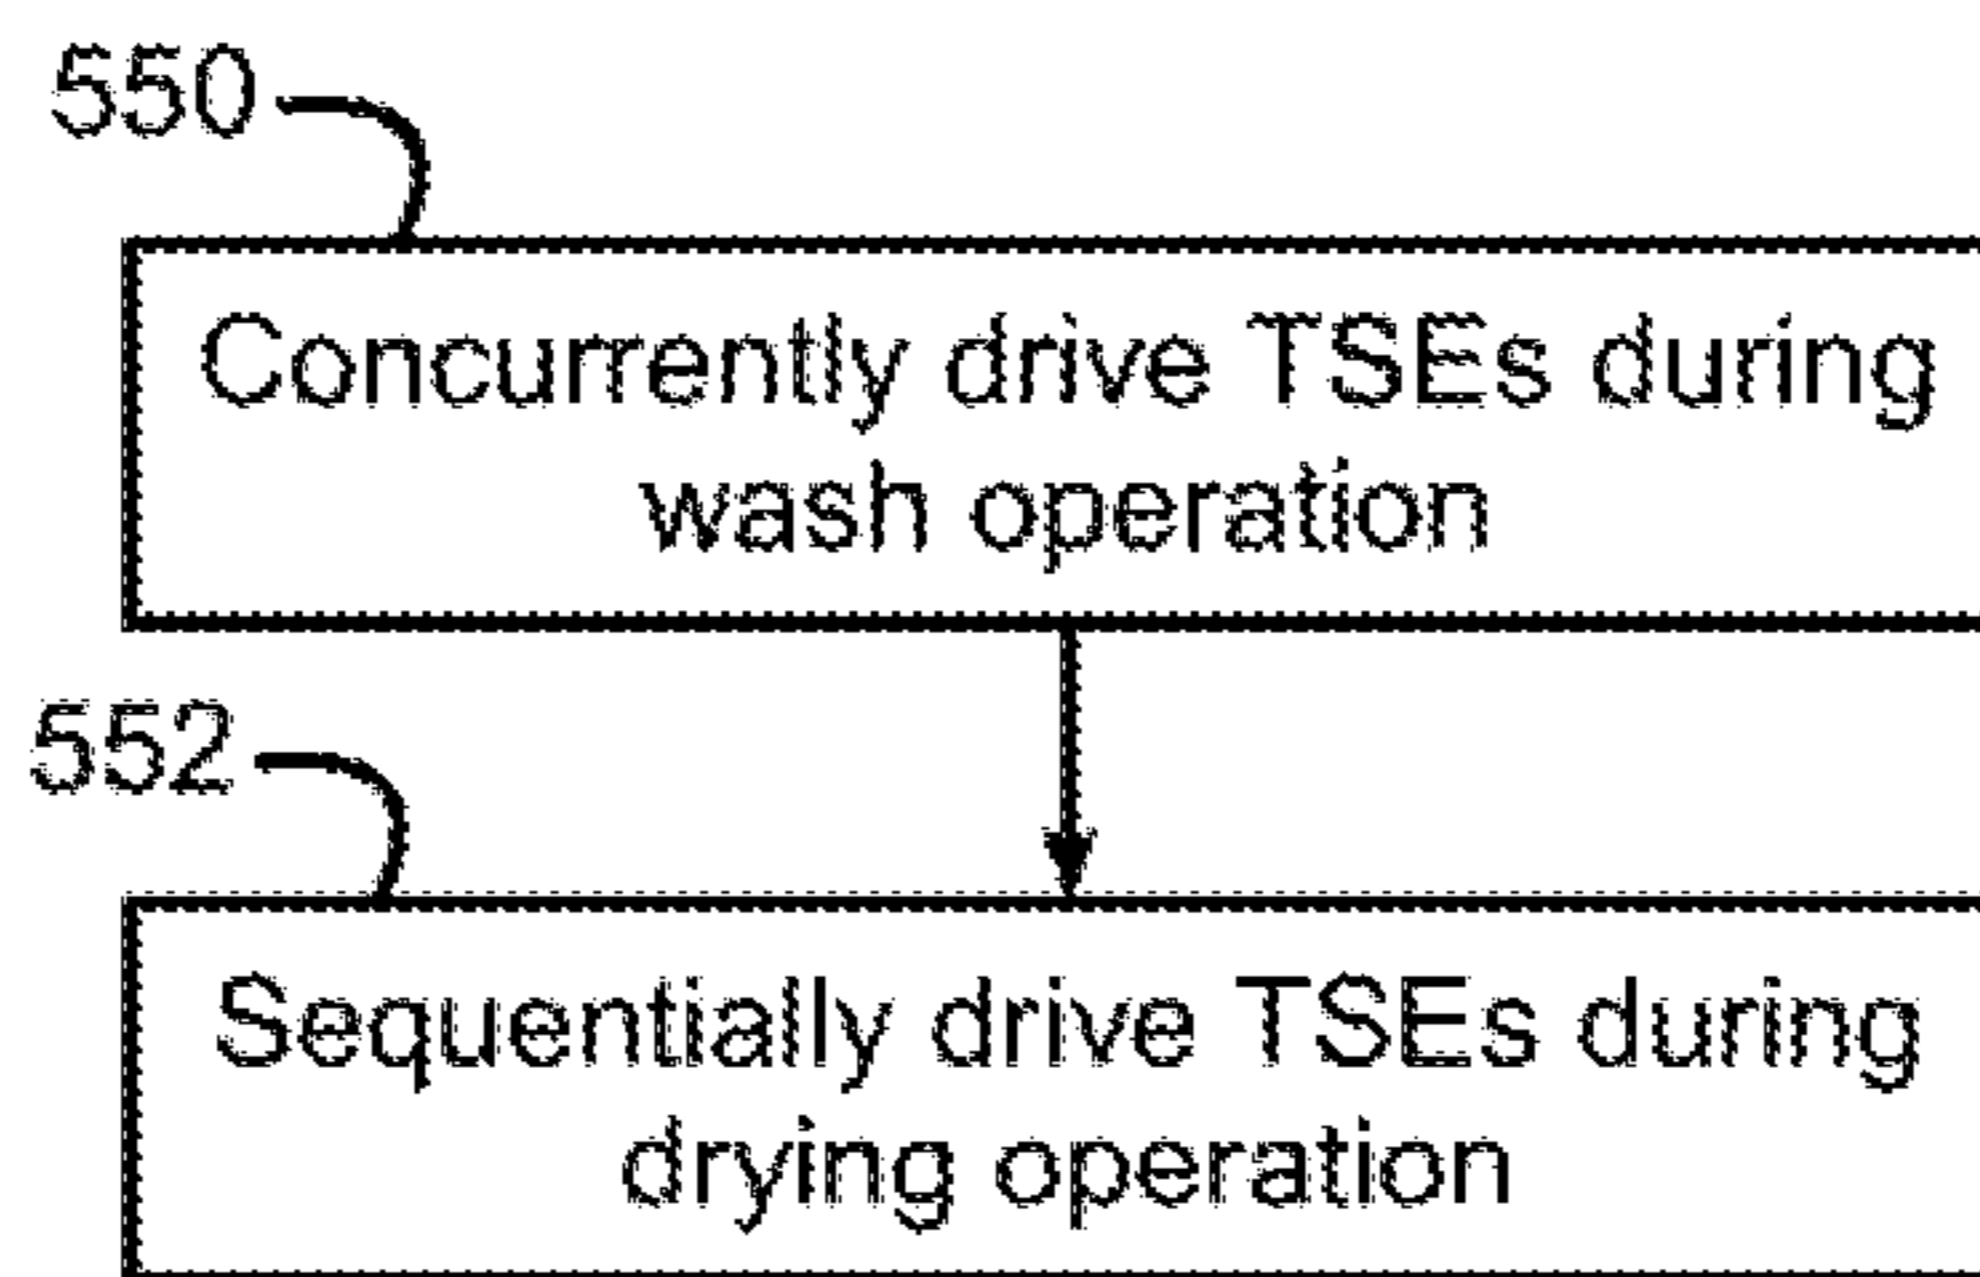 550
Concurrently drive TSEs during
wash operation
552
Sequentially drive TSEs during
drying operation